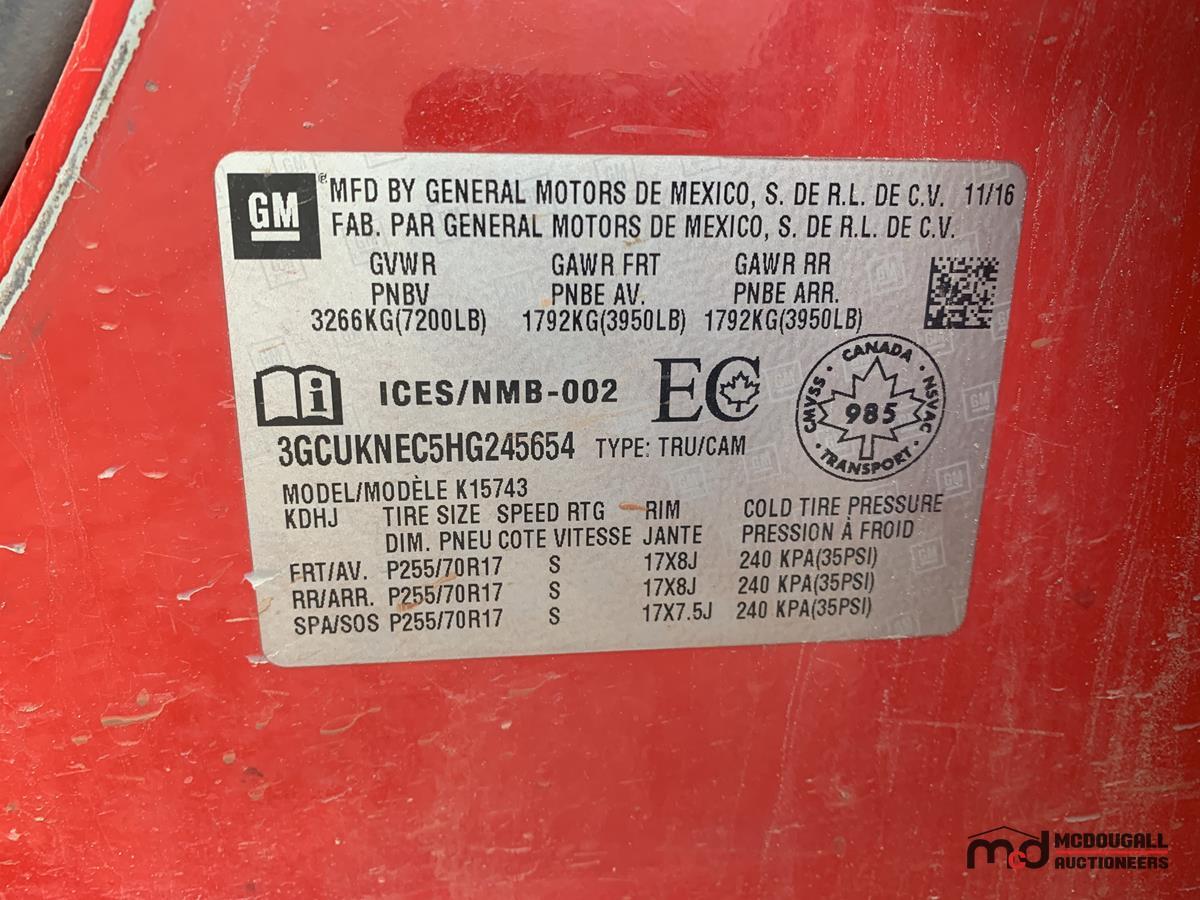 GM ® MFD BY GENERAL MOTORS DE MEXICO, S. DE R.L. DE C.V. 11/16
FAB. PAR GENERAL MOTORS DE MEXICO, S. DE R.L. DE C.V.
GVWR GAWR FRT GAWR RR
PNBV PNBE AV. PNBE ARR.
3266KG(7200LB) 1792KG(3950LB) 1792KG(3950LB)
i ICES/NMB-002 EC
CANADA
CMVSS 985 NSVAC
TRANSPORT
3GCUKNEC5HG245654 TYPE: TRU/CAM
MODEL/MODÈLE K15743
KDHJ TIRE SIZE SPEED RTG RIM COLD TIRE PRESSURE
DIM. PNEU COTE VITESSE JANTE PRESSION À FROID
FRT/AV. P255/70R17 S 17X8J 240 KPA(35PSI)
RR/ARR. P255/70R17 S 17X8J 240 KPA(35PSI)
SPA/SOS P255/70R17 S 17X7.5J 240 KPA(35PSI)
mcd MCDOUGALL
AUCTIONEERS